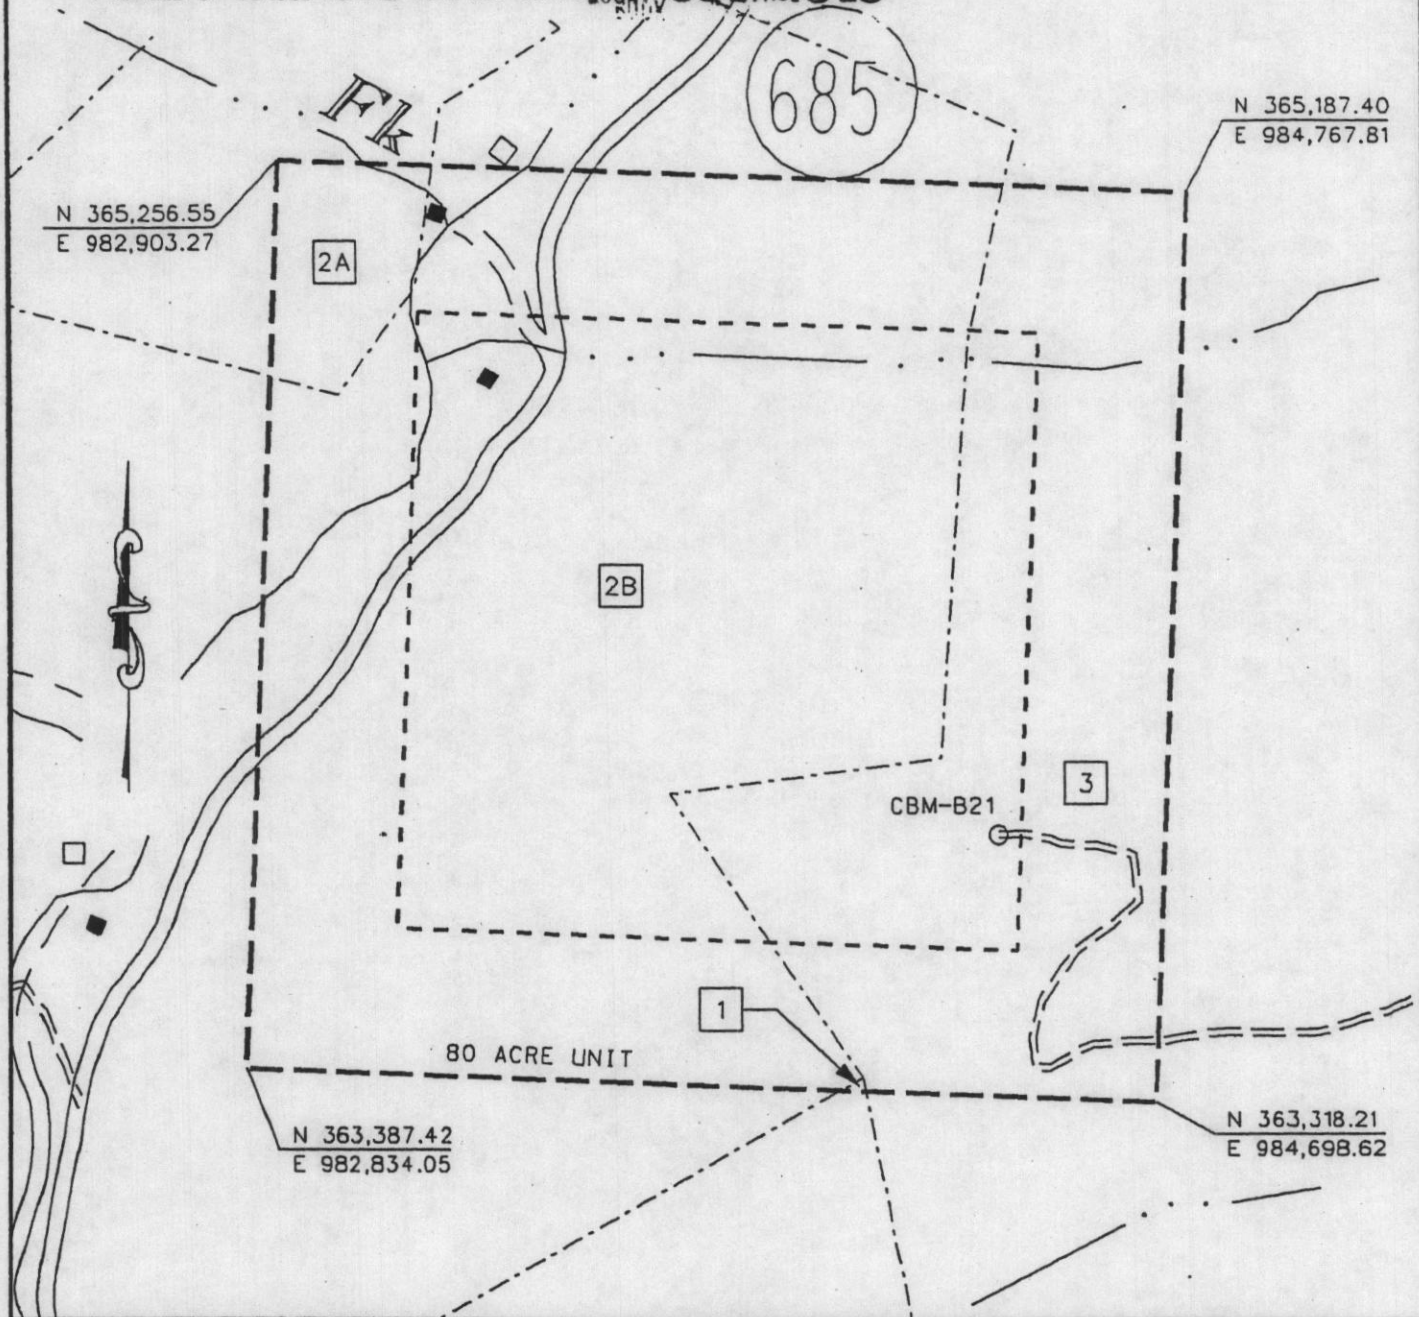 685
Fk
N 365,187.40
E 984,767.81
N 365,256.55
E 982,903.27
2A
2B
3
CBM-B21
1
80 ACRE UNIT
N 363,387.42
E 982,834.05
N 363,318.21
E 984,698.62